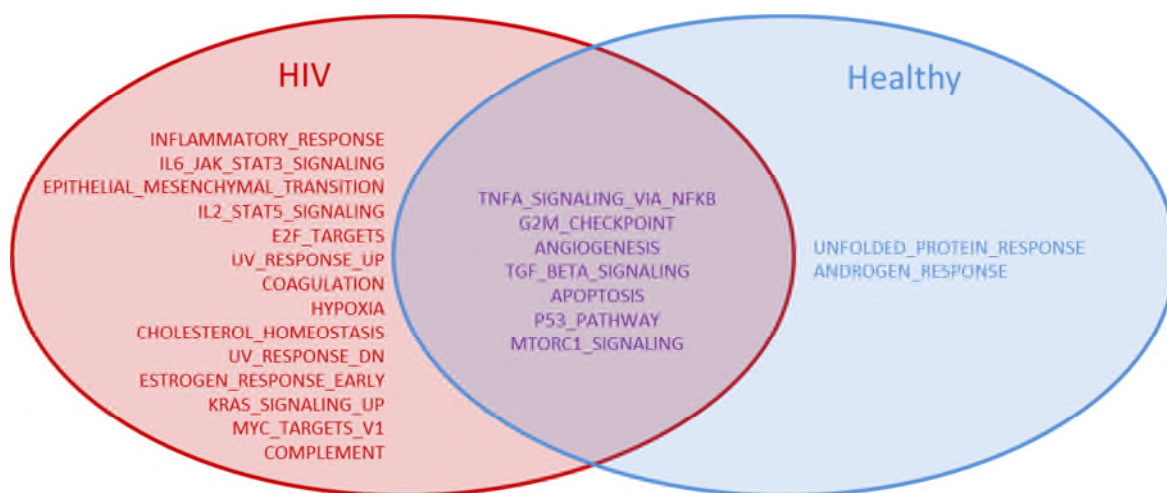 HIV
Healthy
INFLAMMATORY_RESPONSE
IL6_JAK_STAT3_SIGNALING
EPITHELIAL_MESENCHYMAL_TRANSITION
IL2_STAT5_SIGNALING
E2F_TARGETS
UV_RESPONSE_UP
COAGULATION
HYPOXIA
CHOLESTEROL_HOMEOSTASIS
UV_RESPONSE_DN
ESTROGEN_RESPONSE_EARLY
KRAS_SIGNALING_UP
MYC_TARGETS_V1
COMPLEMENT
TNFA_SIGNALING_VIA_NFKB
G2M_CHECKPOINT
ANGIOGENESIS
TGF_BETA_SIGNALING
APOPTOSIS
P53_PATHWAY
MTORC1_SIGNALING
UNFOLDED_PROTEIN_RESPONSE
ANDROGEN_RESPONSE